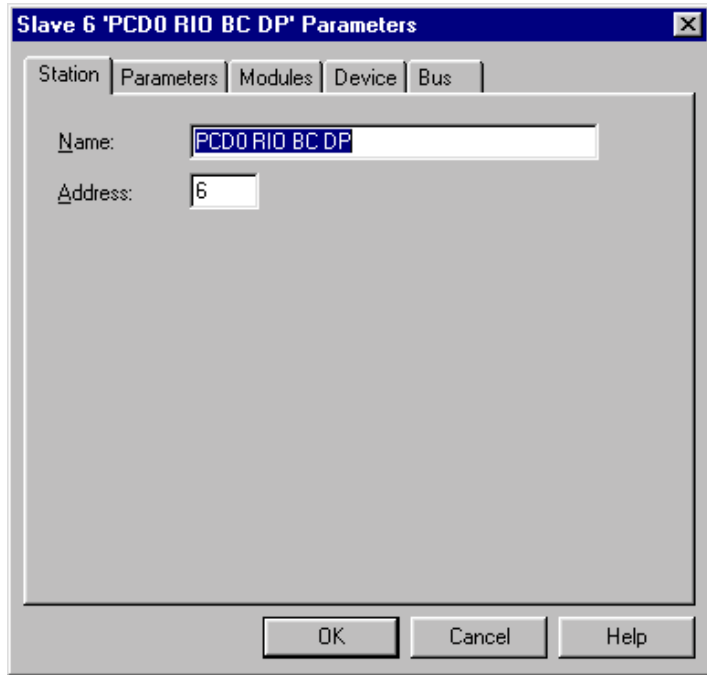 Slave 6 'PCD0 RIO BC DP' Parameters
Station Parameters Modules Device Bus
Name: PCD0 RIO BC DP
Address: 6
OK Cancel Help